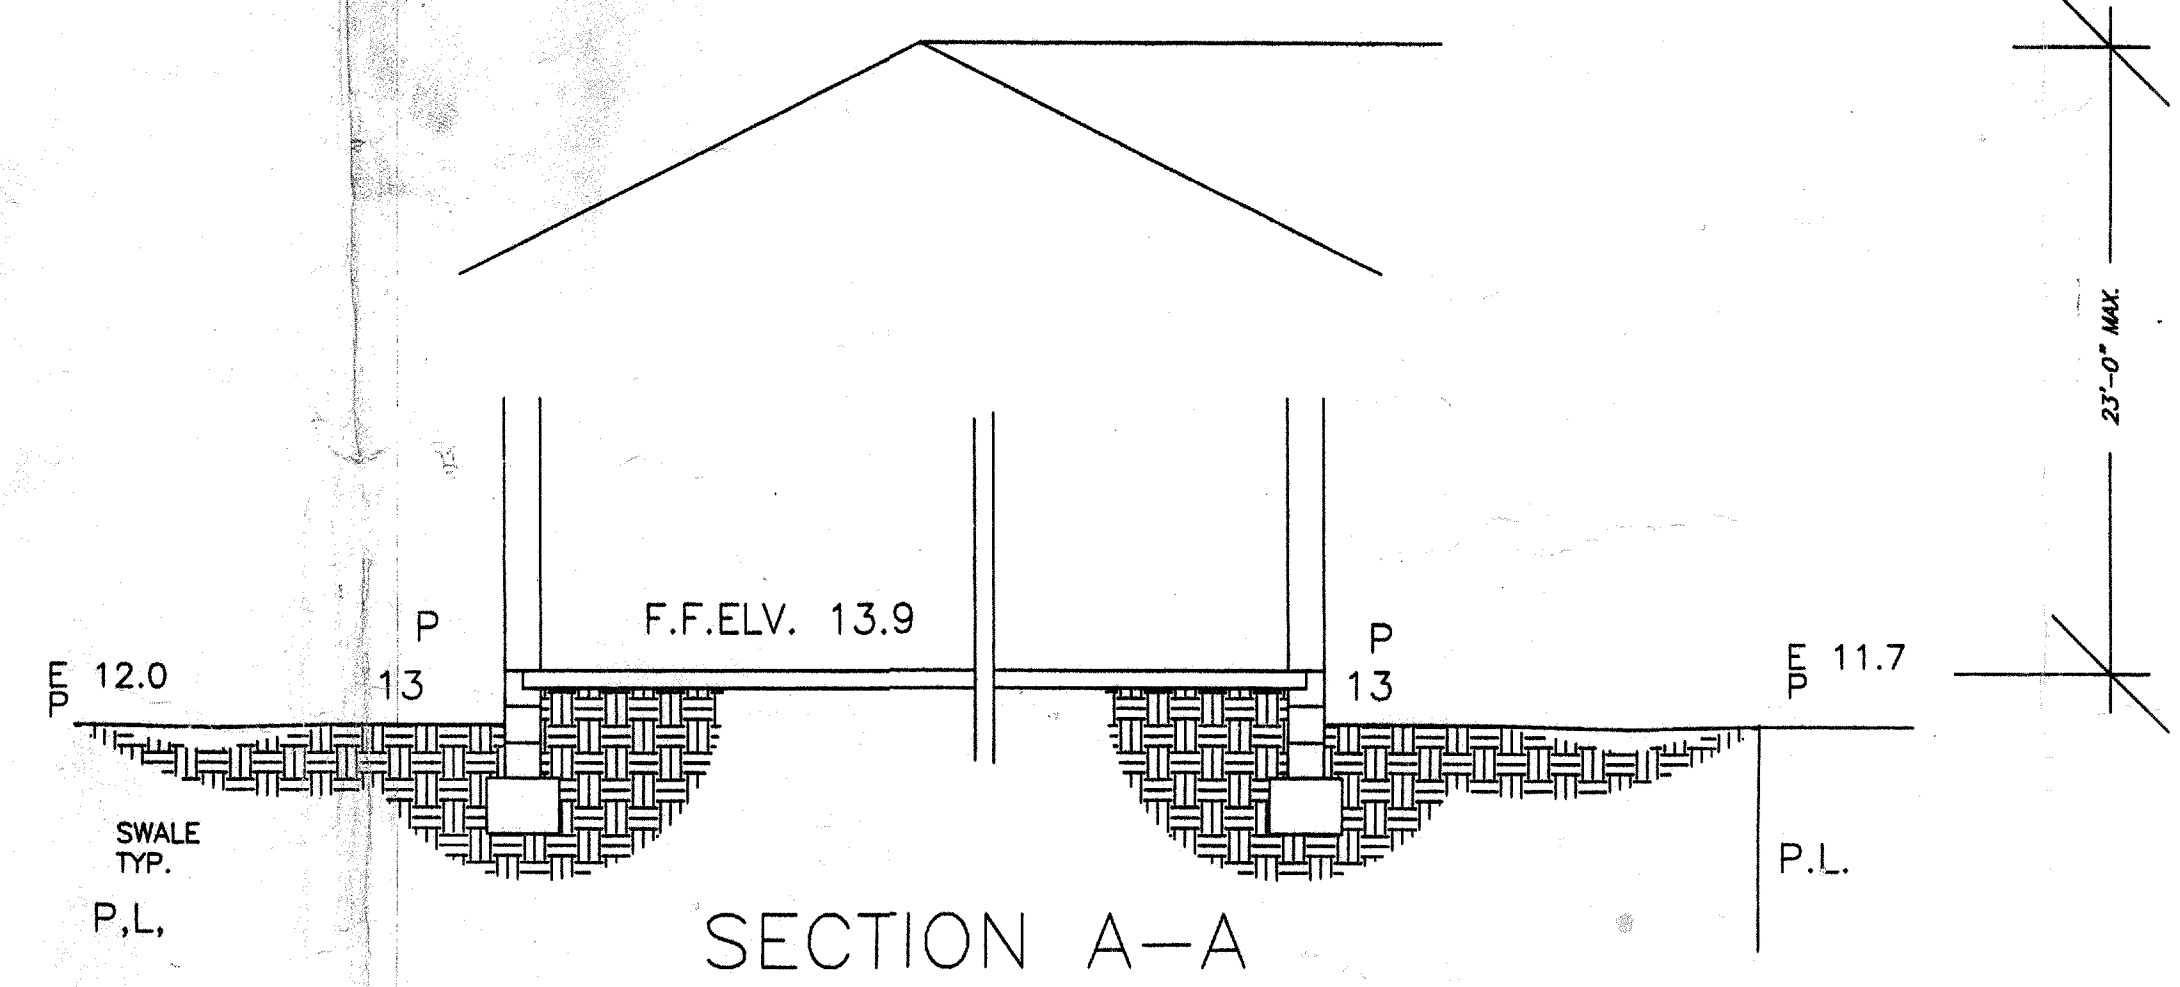 23'-0" MAX.
F.F.ELV. 13.9
P
13
P
13
E 12.0
P
E 11.7
P
SWALE
TYP.
P,L,
P.L.
SECTION A-A